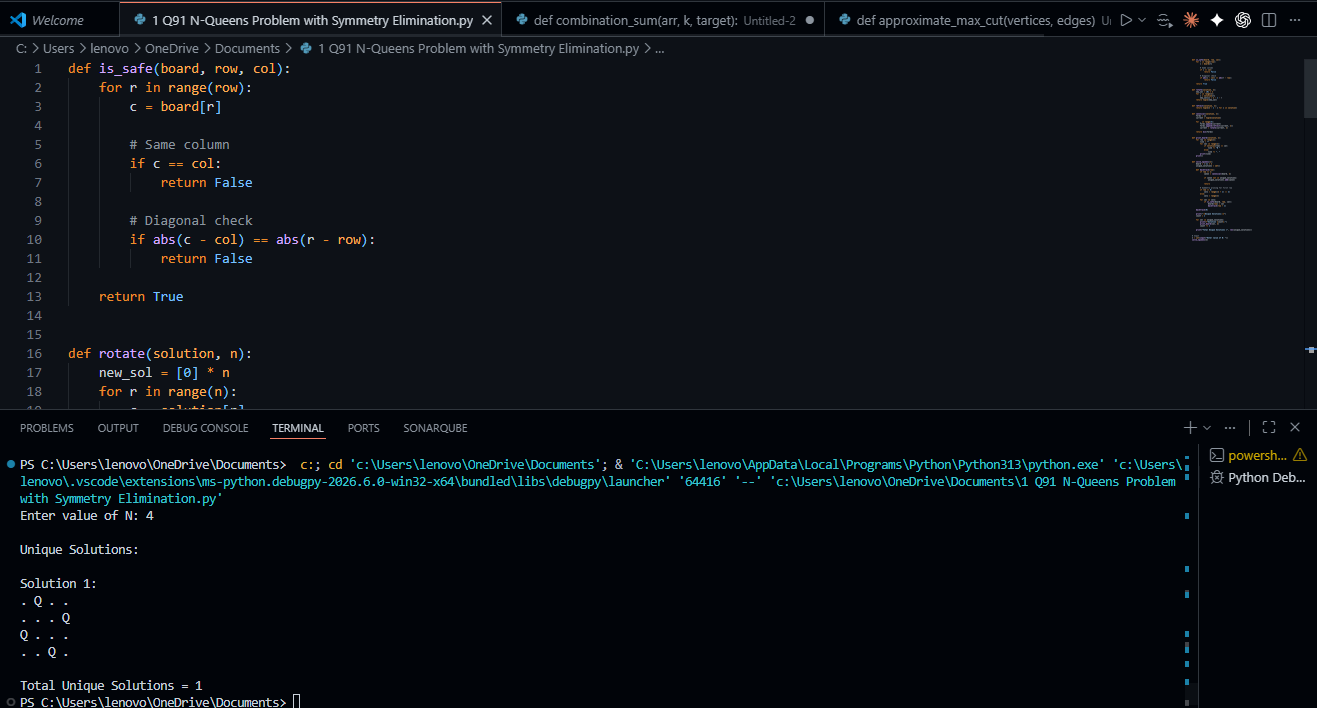 Welcome
1 Q91 N-Queens Problem with Symmetry Elimination.py
def combination_sum(arr, k, target): Untitled-2
def approximate_max_cut(vertices, edges)
C: > Users > lenovo > OneDrive > Documents > 1 Q91 N-Queens Problem with Symmetry Elimination.py > ...
1 def is_safe(board, row, col):
2 for r in range(row):
3 c = board[r]
4
5 # Same column
6 if c == col:
7 return False
8
9 # Diagonal check
10 if abs(c - col) == abs(r - row):
11 return False
12
13 return True
14
15
16 def rotate(solution, n):
17 new_sol = [0] * n
18 for r in range(n):
PROBLEMS OUTPUT DEBUG CONSOLE TERMINAL PORTS SONARQUBE
PS C:\Users\lenovo\OneDrive\Documents>  c:; cd 'c:\Users\lenovo\OneDrive\Documents'; & 'C:\Users\lenovo\AppData\Local\Programs\Python\Python313\python.exe' 'c:\Users\
lenovo\.vscode\extensions\ms-python.debugpy-2026.6.0-win32-x64\bundled\libs\debugpy\launcher' '64416' '--' 'c:\Users\lenovo\OneDrive\Documents\1 Q91 N-Queens Problem
with Symmetry Elimination.py'
Enter value of N: 4
Unique Solutions:
Solution 1:
. Q . .
. . . Q
Q . . .
. . Q .
Total Unique Solutions = 1
PS C:\Users\lenovo\OneDrive\Documents>
powersh...
Python Deb...